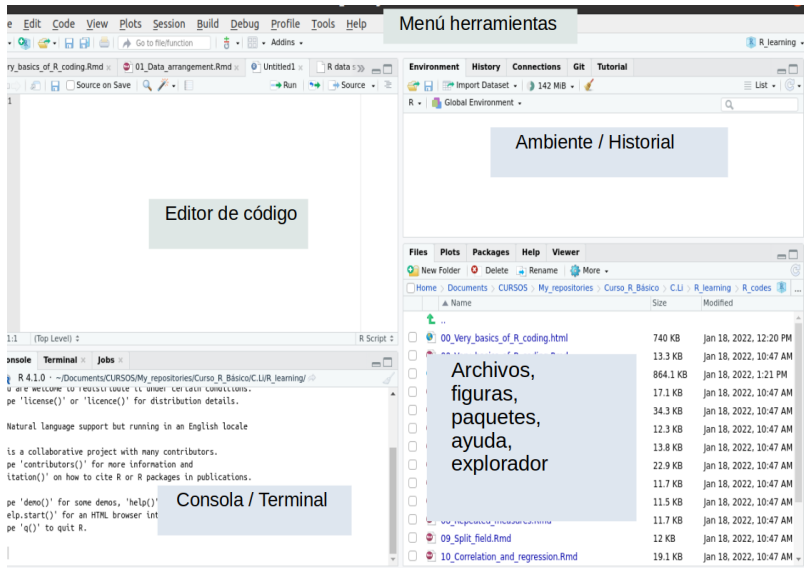 e Edit Code View Plots Session Build Debug Profile Tools Help
Menú herramientas
Go to file/function
Addins
R_learning
ry_basics_of_R_coding.Rmd
01_Data_arrangement.Rmd
Untitled1
R data s
Source on Save
Run
Source
1
Editor de código
1:1 (Top Level)
R Script
Environment History Connections Git Tutorial
Import Dataset
142 MiB
List
R
Global Environment
Ambiente / Historial
onsole Terminal Jobs
R 4.1.0 · ~/Documents/CURSOS/My_repositories/Curso_R_Básico/C.Li/R_learning/
u are welcome to redistribute it under certain conditions.
pe 'license()' or 'licence()' for distribution details.
Natural language support but running in an English locale
is a collaborative project with many contributors.
pe 'contributors()' for more information and
itation()' on how to cite R or R packages in publications.
pe 'demo()' for some demos, 'help()'
elp.start()' for an HTML browser int
pe 'q()' to quit R.
Consola / Terminal
Files Plots Packages Help Viewer
New Folder Delete Rename More
Home Documents CURSOS My_repositories Curso_R_Básico C.Li R_learning R_codes ...
Name Size Modified
..
00_Very_basics_of_R_coding.html 740 KB Jan 18, 2022, 12:20 PM
13.3 KB Jan 18, 2022, 10:47 AM
864.1 KB Jan 18, 2022, 1:21 PM
17.1 KB Jan 18, 2022, 10:47 AM
34.3 KB Jan 18, 2022, 10:47 AM
12.3 KB Jan 18, 2022, 10:47 AM
13.8 KB Jan 18, 2022, 10:47 AM
22.9 KB Jan 18, 2022, 10:47 AM
11.7 KB Jan 18, 2022, 10:47 AM
11.5 KB Jan 18, 2022, 10:47 AM
11.7 KB Jan 18, 2022, 10:47 AM
09_Split_field.Rmd 12 KB Jan 18, 2022, 10:47 AM
10_Correlation_and_regression.Rmd 19.1 KB Jan 18, 2022, 10:47 AM
Archivos,
figuras,
paquetes,
ayuda,
explorador